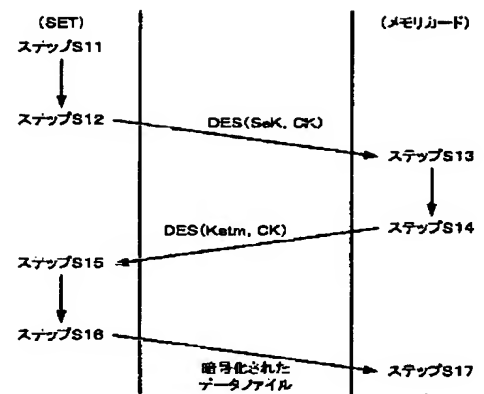 (SET)
(メモリカード)
ステップS11
ステップS12
DES(SeK, CK)
ステップS13
DES(Kstm, CK)
ステップS14
ステップS15
ステップS16
暗号化された
データファイル
ステップS17